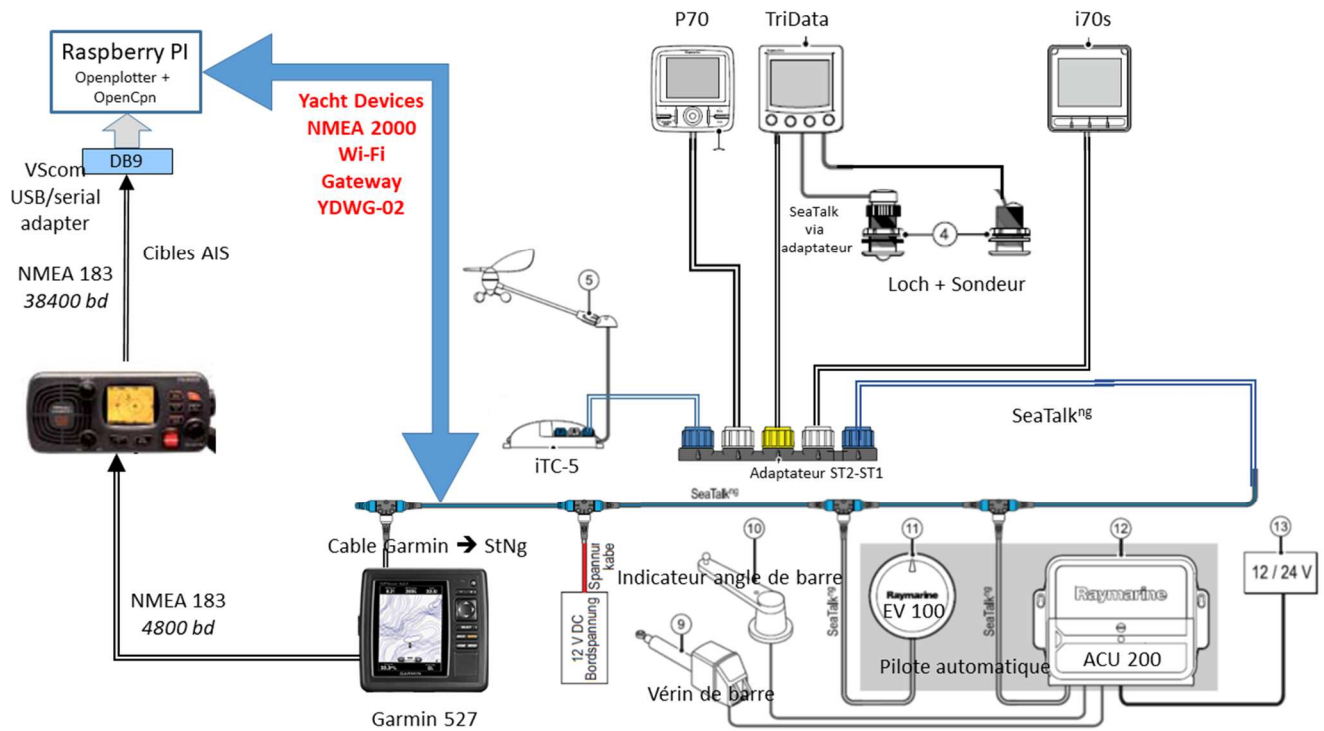 P70
TriData
i70s
Raspberry PI
Openplotter +
OpenCpn
Yacht Devices
NMEA 2000
Wi-Fi
Gateway
YDWG-02
DB9
VScom
USB/serial
adapter
Cibles AIS
NMEA 183
38400 bd
SeaTalk
via
adaptateur
4
Loch + Sondeur
5
iTC-5
SeaTalkng
Adaptateur ST2-ST1
SeaTalkng
Cable Garmin ➔ StNg
10
11
12
13
12 / 24 V
Spannur
kabe
Indicateur angle de barre
SeaTalkng
Raymarine
EV 100
SeaTalkng
Raymarine
NMEA 183
4800 bd
12 V DC
Bordspannung
9
Pilote automatique
ACU 200
Vérin de barre
GARMIN
Garmin 527